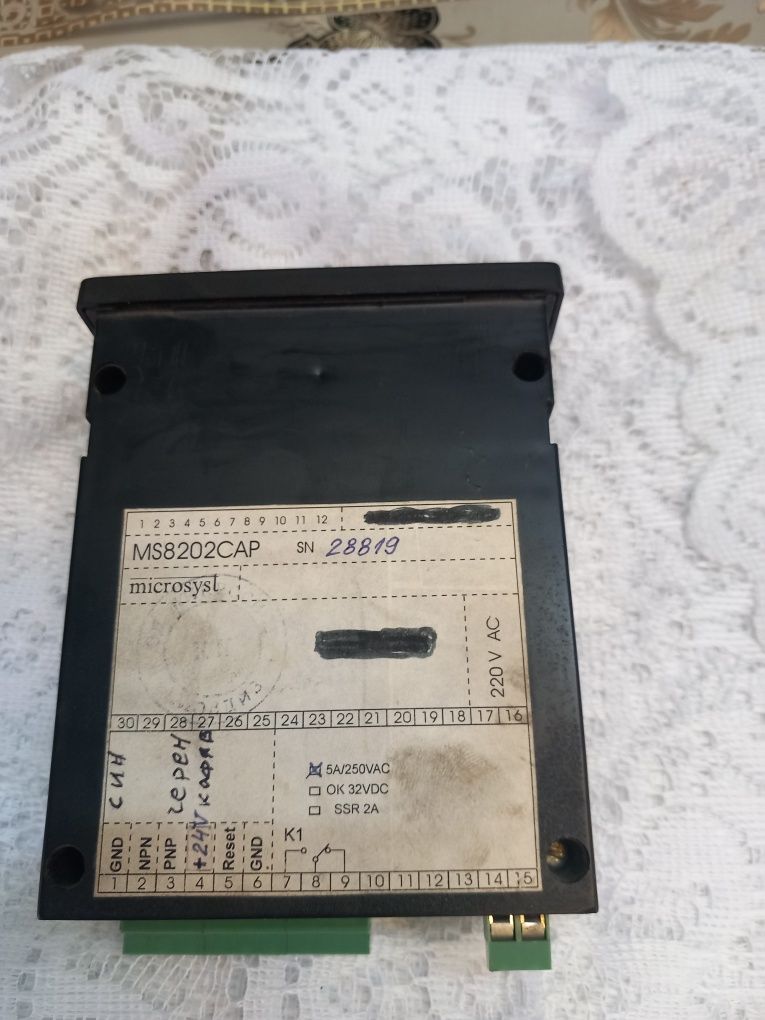 1 2 3 4 5 6 7 8 9 10 11 12
MS8202CAP SN 28819
microsyst
220 V AC
30 29 28 27 26 25 24 23 22 21 20 19 18 17 16
син
черен
+24V кафяв
5A/250VAC
OK 32VDC
SSR 2A
K1
GND NPN PNP Reset GND
1 2 3 4 5 6 7 8 9 10 11 12 13 14 15